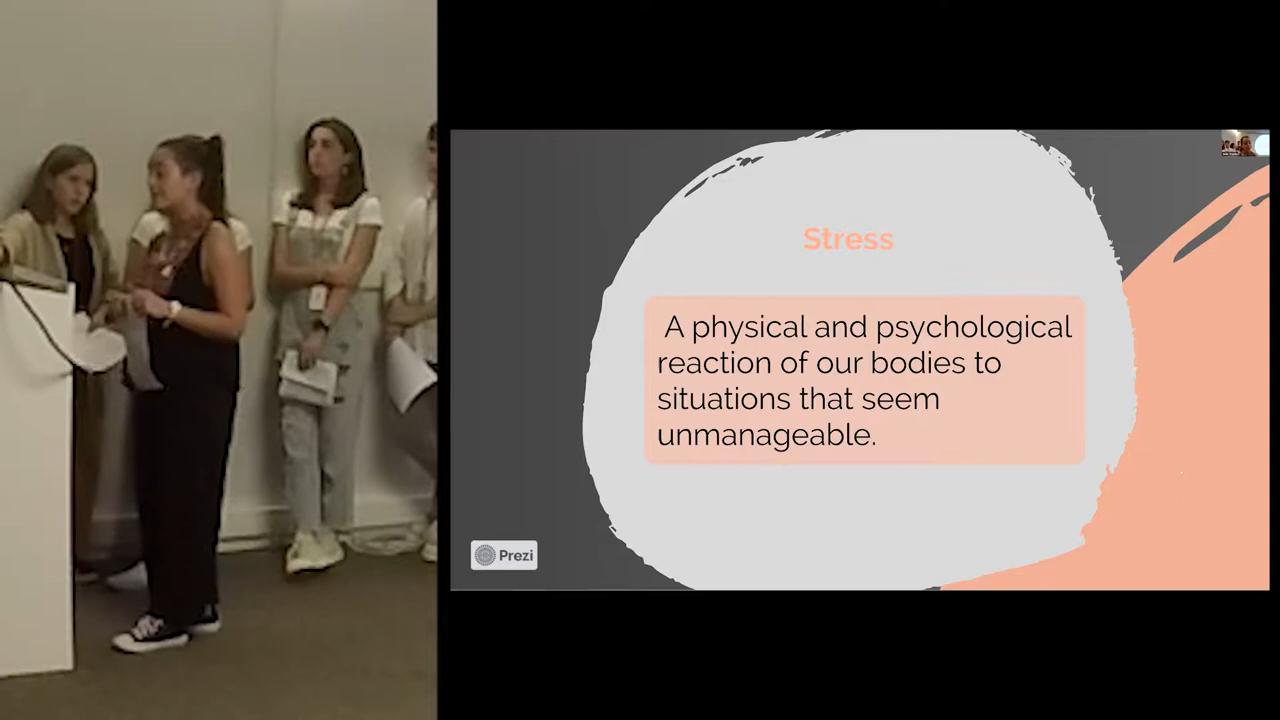 Stress
A physical and psychological
reaction of our bodies to
situations that seem
unmanageable.
Prezi